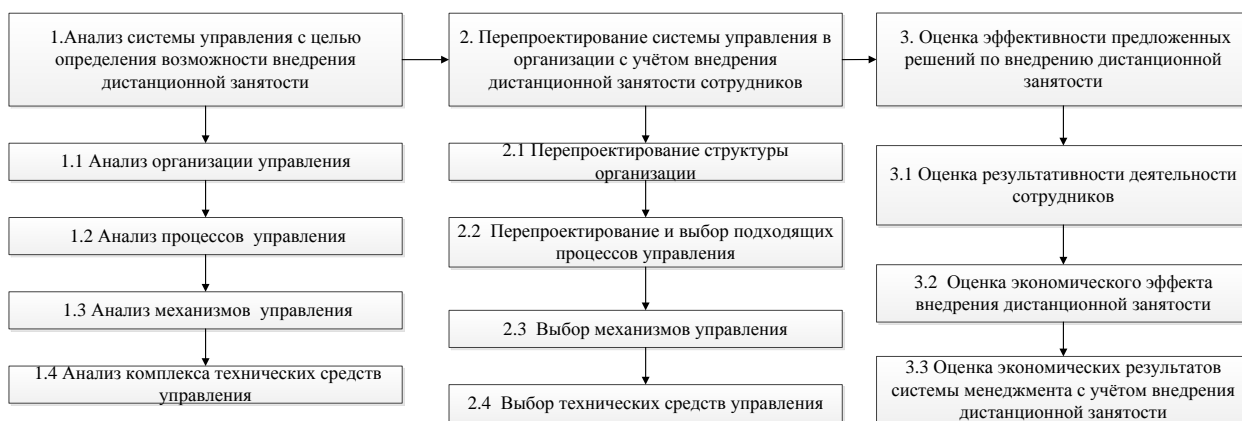 1.Анализ системы управления с целью
определения возможности внедрения
дистанционной занятости
1.1 Анализ организации управления
1.2 Анализ процессов управления
1.3 Анализ механизмов управления
1.4 Анализ комплекса технических средств
управления
2. Перепроектирование системы управления в
организации с учётом внедрения
дистанционной занятости сотрудников
2.1 Перепроектирование структуры
организации
2.2 Перепроектирование и выбор подходящих
процессов управления
2.3 Выбор механизмов управления
2.4 Выбор технических средств управления
3. Оценка эффективности предложенных
решений по внедрению дистанционной
занятости
3.1 Оценка результативности деятельности
сотрудников
3.2 Оценка экономического эффекта
внедрения дистанционной занятости
3.3 Оценка экономических результатов
системы менеджмента с учётом внедрения
дистанционной занятости